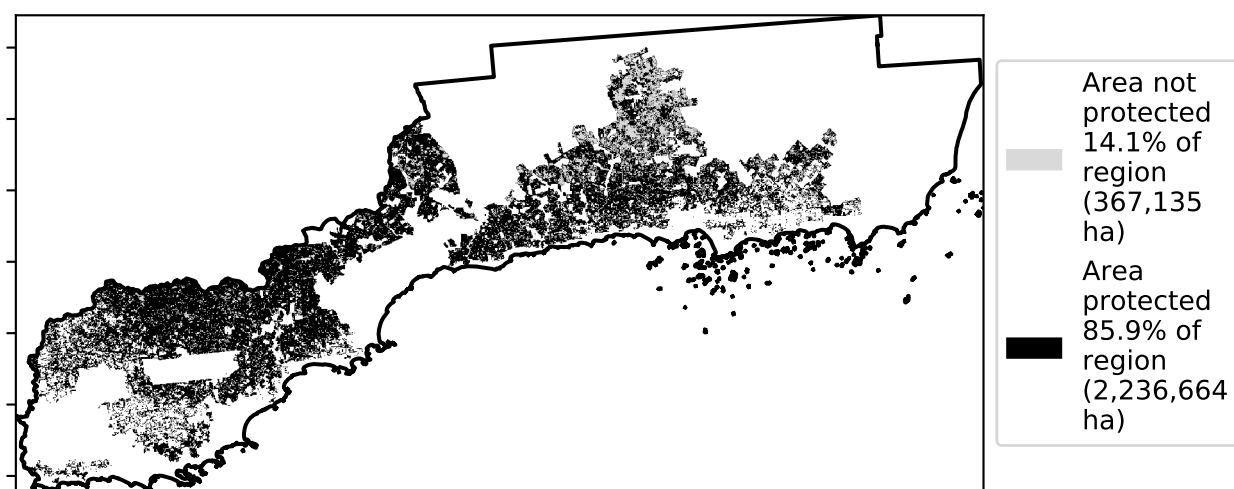 Area not
protected
14.1% of
region
(367,135
ha)
Area
protected
85.9% of
region
(2,236,664
ha)